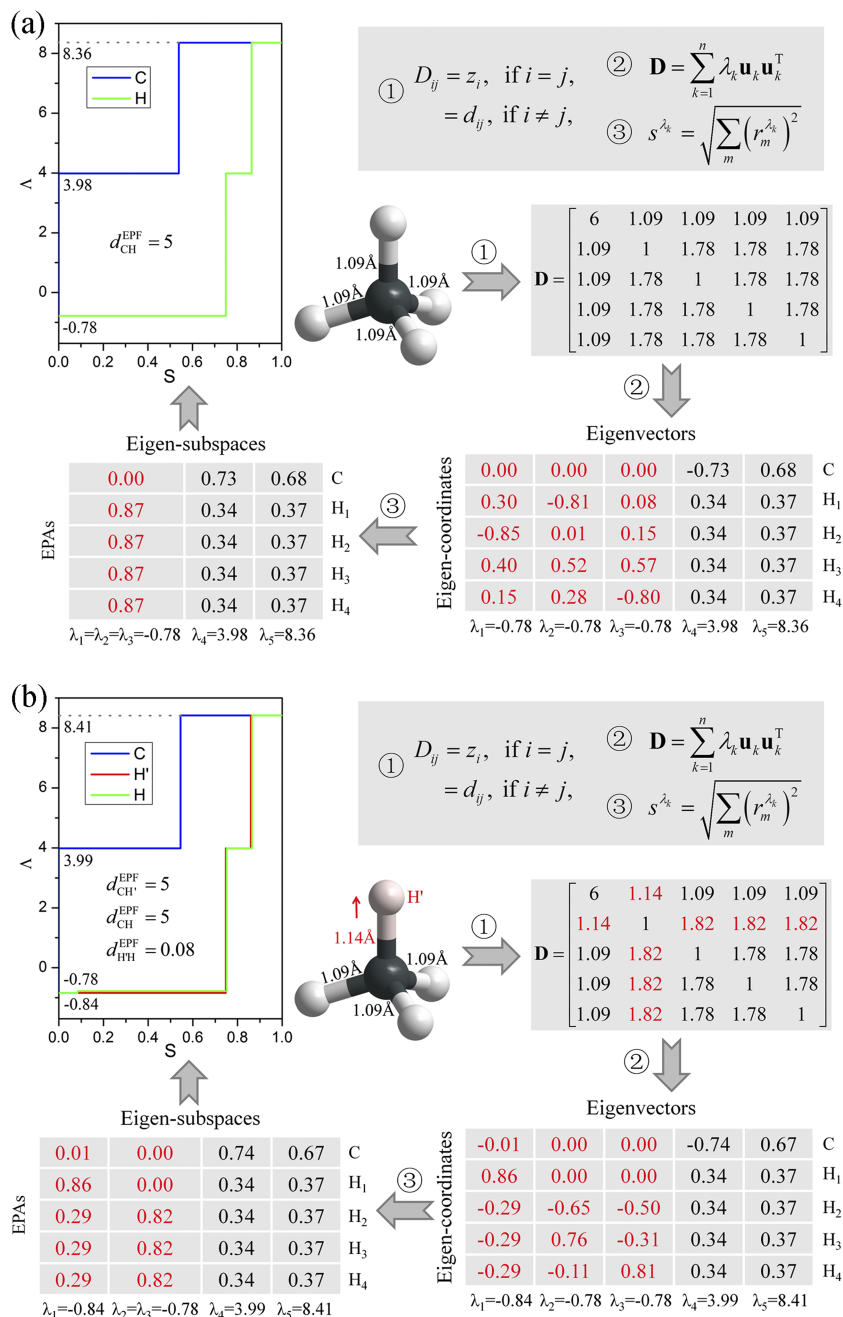 (a)
8.36
C
H
3.98
d_CH^EPF = 5
-0.78
Λ
8
6
4
2
0
0.0 0.2 0.4 0.6 0.8 1.0
S
① D_ij = z_i, if i = j,
= d_ij, if i ≠ j,
② D = ∑_{k=1}^{n} λ_k u_k u_k^T
③ s^{λ_k} = √(∑_m (r_m^{λ_k})^2)
1.09Å
1.09Å
1.09Å
1.09Å
①
D =
6 1.09 1.09 1.09 1.09
1.09 1 1.78 1.78 1.78
1.09 1.78 1 1.78 1.78
1.09 1.78 1.78 1 1.78
1.09 1.78 1.78 1.78 1
②
Eigenvectors
Eigen-coordinates
0.00 0.00 0.00 -0.73 0.68 C
0.30 -0.81 0.08 0.34 0.37 H1
-0.85 0.01 0.15 0.34 0.37 H2
0.40 0.52 0.57 0.34 0.37 H3
0.15 0.28 -0.80 0.34 0.37 H4
λ1=-0.78 λ2=-0.78 λ3=-0.78 λ4=3.98 λ5=8.36
③
Eigen-subspaces
EPAs
0.00 0.73 0.68 C
0.87 0.34 0.37 H1
0.87 0.34 0.37 H2
0.87 0.34 0.37 H3
0.87 0.34 0.37 H4
λ1=λ2=λ3=-0.78 λ4=3.98 λ5=8.36
(b)
8.41
C
H'
H
3.99
d_CH'^EPF = 5
d_CH^EPF = 5
d_H'H^EPF = 0.08
-0.78
-0.84
Λ
8
6
4
2
0
0.0 0.2 0.4 0.6 0.8 1.0
S
① D_ij = z_i, if i = j,
= d_ij, if i ≠ j,
② D = ∑_{k=1}^{n} λ_k u_k u_k^T
③ s^{λ_k} = √(∑_m (r_m^{λ_k})^2)
H'
1.14Å
1.09Å
1.09Å
1.09Å
①
D =
6 1.14 1.09 1.09 1.09
1.14 1 1.82 1.82 1.82
1.09 1.82 1 1.78 1.78
1.09 1.82 1.78 1 1.78
1.09 1.82 1.78 1.78 1
②
Eigenvectors
Eigen-coordinates
-0.01 0.00 0.00 -0.74 0.67 C
0.86 0.00 0.00 0.34 0.37 H1
-0.29 -0.65 -0.50 0.34 0.37 H2
-0.29 0.76 -0.31 0.34 0.37 H3
-0.29 -0.11 0.81 0.34 0.37 H4
λ1=-0.84 λ2=-0.78 λ3=-0.78 λ4=3.99 λ5=8.41
③
Eigen-subspaces
EPAs
0.01 0.00 0.74 0.67 C
0.86 0.00 0.34 0.37 H1
0.29 0.82 0.34 0.37 H2
0.29 0.82 0.34 0.37 H3
0.29 0.82 0.34 0.37 H4
λ1=-0.84 λ2=λ3=-0.78 λ4=3.99 λ5=8.41